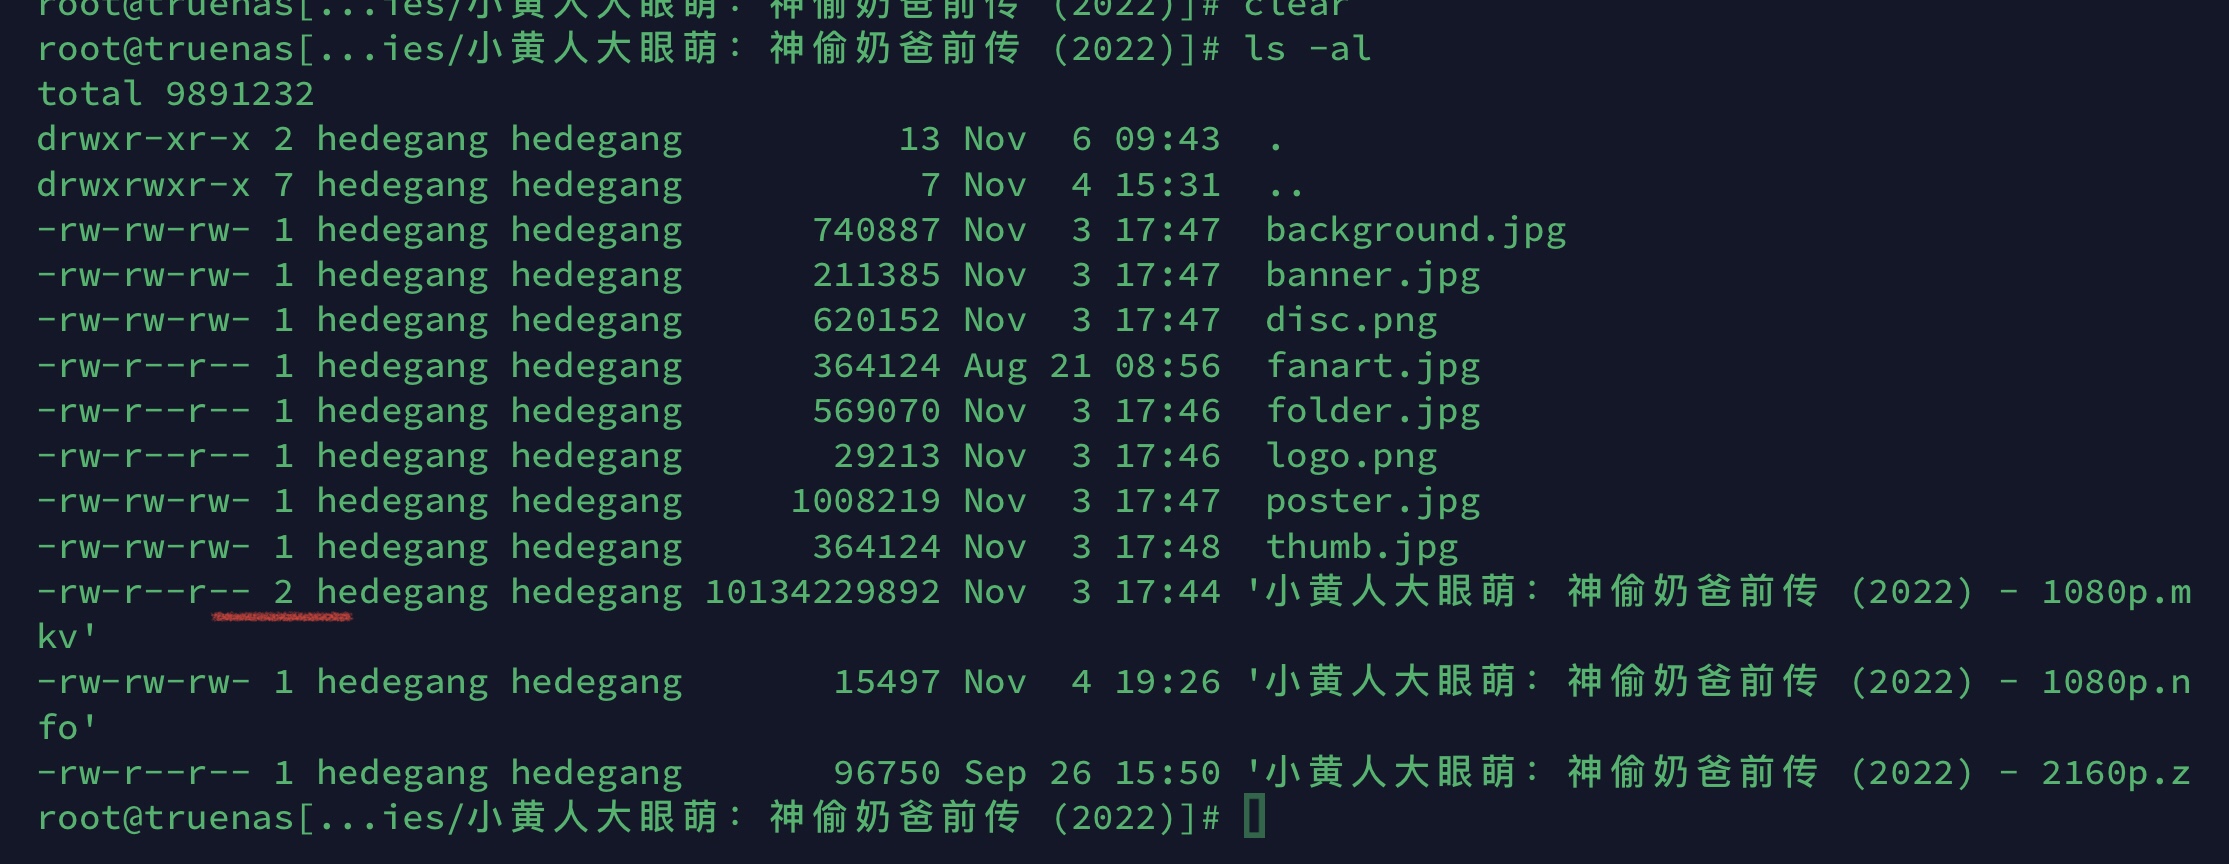 root@truenas[...ies/小黄人大眼萌：神偷奶爸前传 (2022)]# clear
root@truenas[...ies/小黄人大眼萌：神偷奶爸前传 (2022)]# ls -al
total 9891232
drwxr-xr-x 2 hedegang hedegang          13 Nov  6 09:43  .
drwxrwxr-x 7 hedegang hedegang           7 Nov  4 15:31  ..
-rw-rw-rw- 1 hedegang hedegang      740887 Nov  3 17:47  background.jpg
-rw-rw-rw- 1 hedegang hedegang      211385 Nov  3 17:47  banner.jpg
-rw-rw-rw- 1 hedegang hedegang      620152 Nov  3 17:47  disc.png
-rw-r--r-- 1 hedegang hedegang      364124 Aug 21 08:56  fanart.jpg
-rw-r--r-- 1 hedegang hedegang      569070 Nov  3 17:46  folder.jpg
-rw-r--r-- 1 hedegang hedegang       29213 Nov  3 17:46  logo.png
-rw-rw-rw- 1 hedegang hedegang     1008219 Nov  3 17:47  poster.jpg
-rw-rw-rw- 1 hedegang hedegang      364124 Nov  3 17:48  thumb.jpg
-rw-r--r-- 2 hedegang hedegang 10134229892 Nov  3 17:44 '小黄人大眼萌：神偷奶爸前传 (2022) - 1080p.m
kv'
-rw-rw-rw- 1 hedegang hedegang       15497 Nov  4 19:26 '小黄人大眼萌：神偷奶爸前传 (2022) - 1080p.n
fo'
-rw-r--r-- 1 hedegang hedegang       96750 Sep 26 15:50 '小黄人大眼萌：神偷奶爸前传 (2022) - 2160p.z
root@truenas[...ies/小黄人大眼萌：神偷奶爸前传 (2022)]#